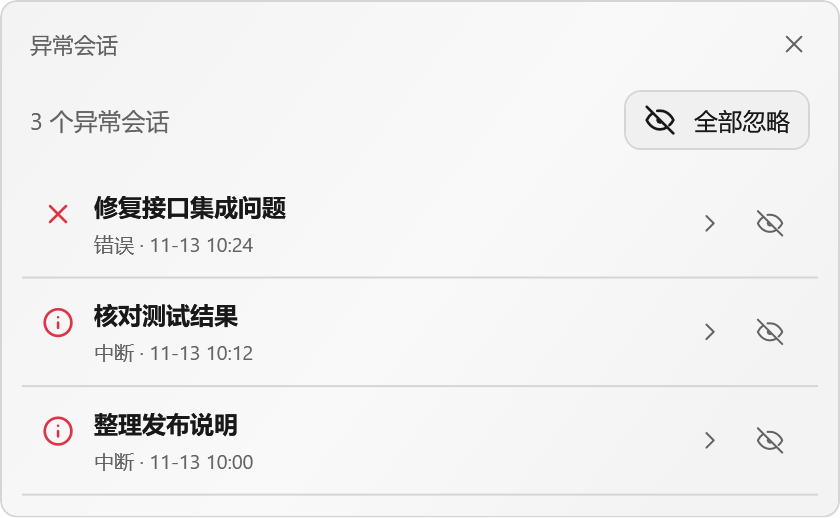 异常会话
3 个异常会话
全部忽略
修复接口集成问题
错误 · 11-13 10:24
核对测试结果
中断 · 11-13 10:12
整理发布说明
中断 · 11-13 10:00